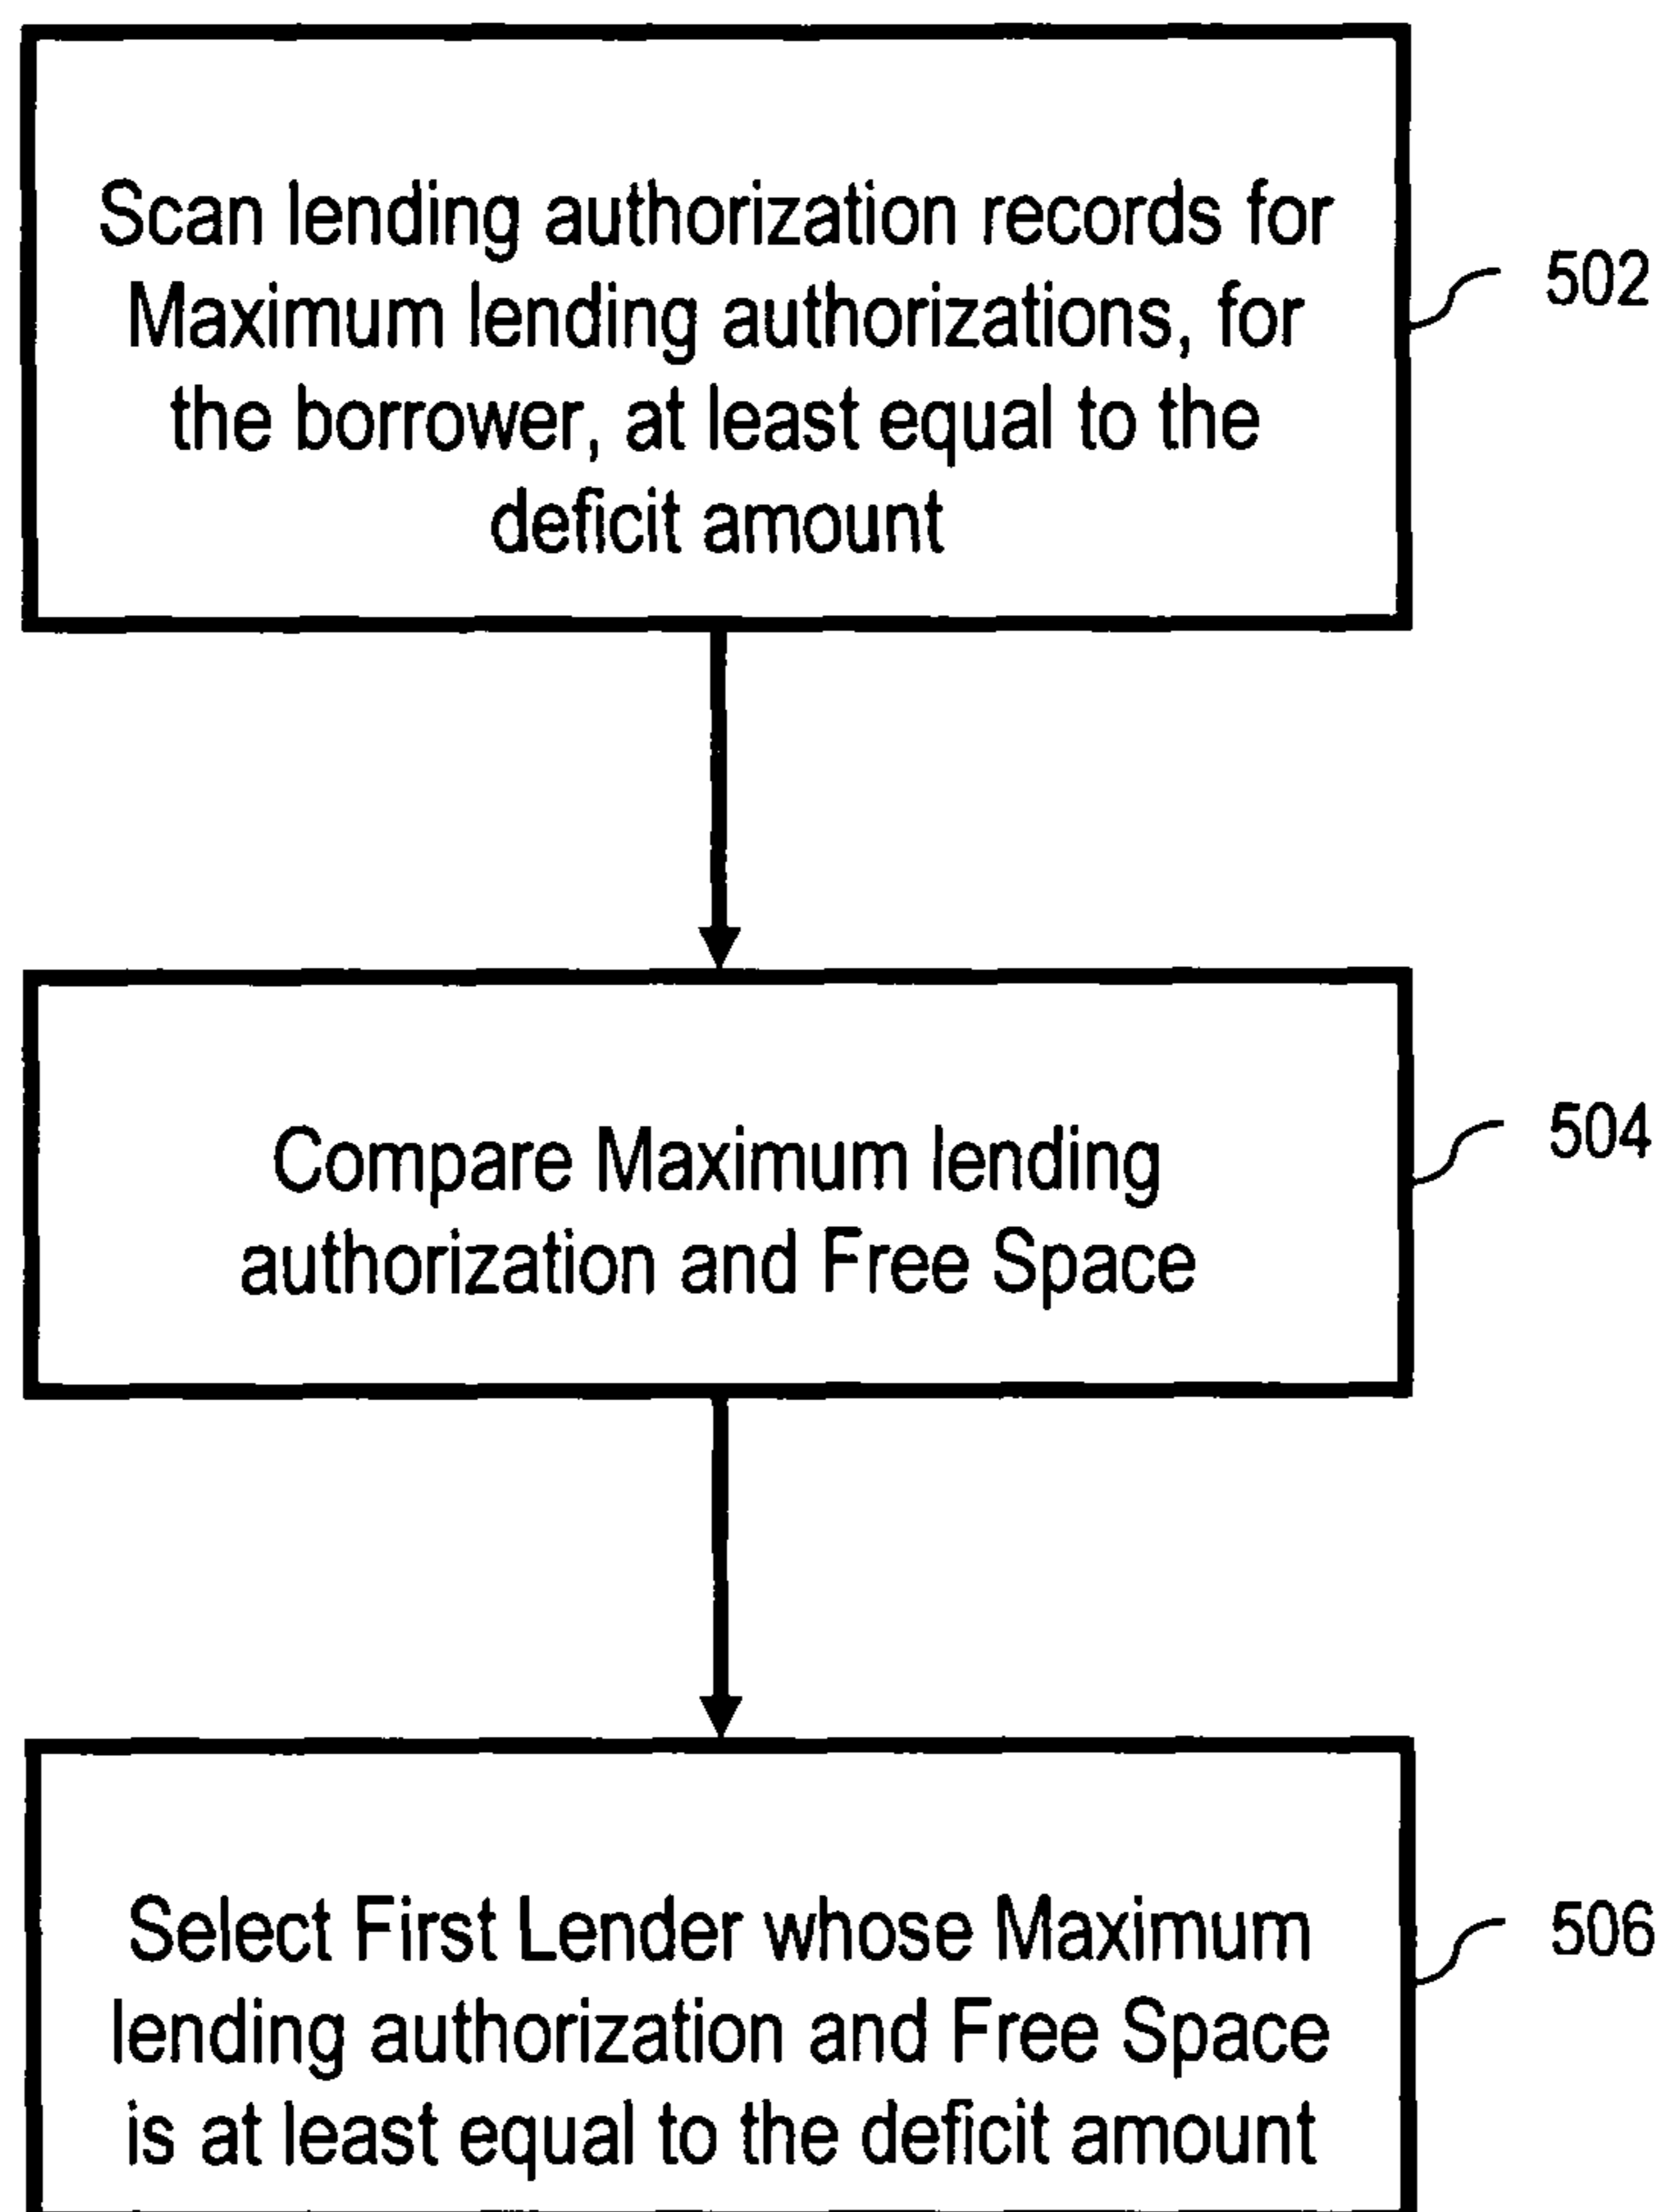 Scan lending authorization records for
Maximum lending authorizations, for
the borrower, at least equal to the
deficit amount
502
Compare Maximum lending
authorization and Free Space
504
Select First Lender whose Maximum
lending authorization and Free Space
is at least equal to the deficit amount
506